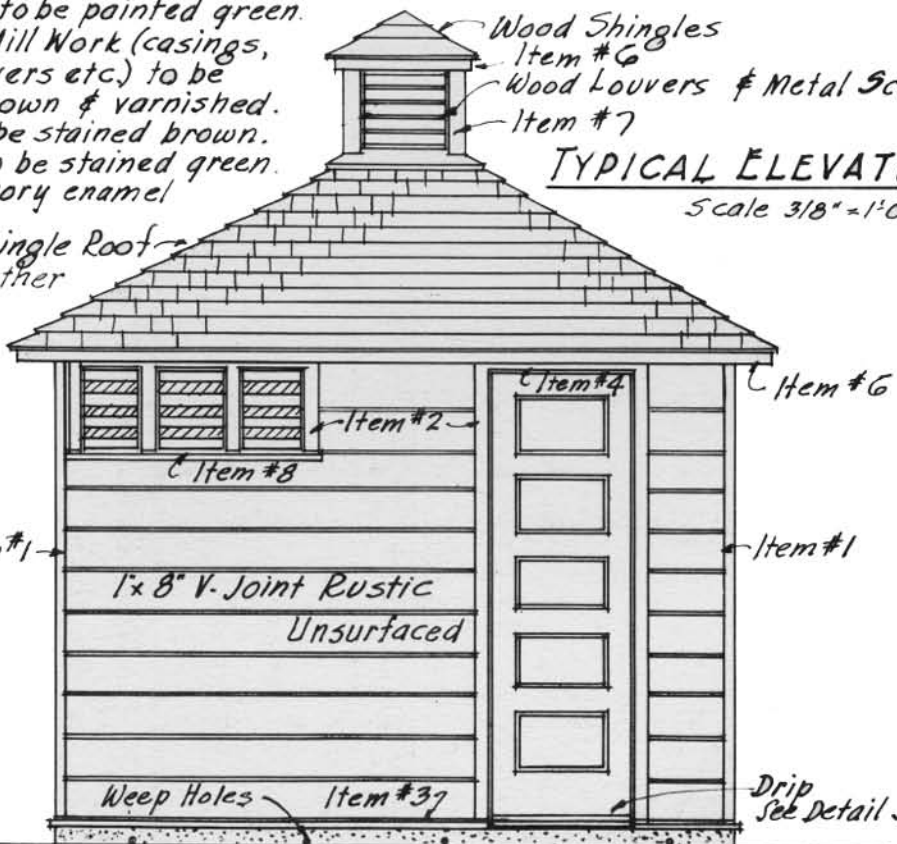 to be painted green.
Mill Work (casings,
vers etc.) to be
own & varnished.
be stained brown.
be stained green.
ory enamel
ingle Roof
ther
Wood Shingles
Item #6
Wood Louvers & Metal Sc
Item #7
TYPICAL ELEVAT
Scale 3/8" = 1'-0
Item #4
Item #6
Item #2
Item #8
#1
Item #1
1"x 8" V-Joint Rustic
Unsurfaced
Weep Holes
Item #3
Drip
See Detail